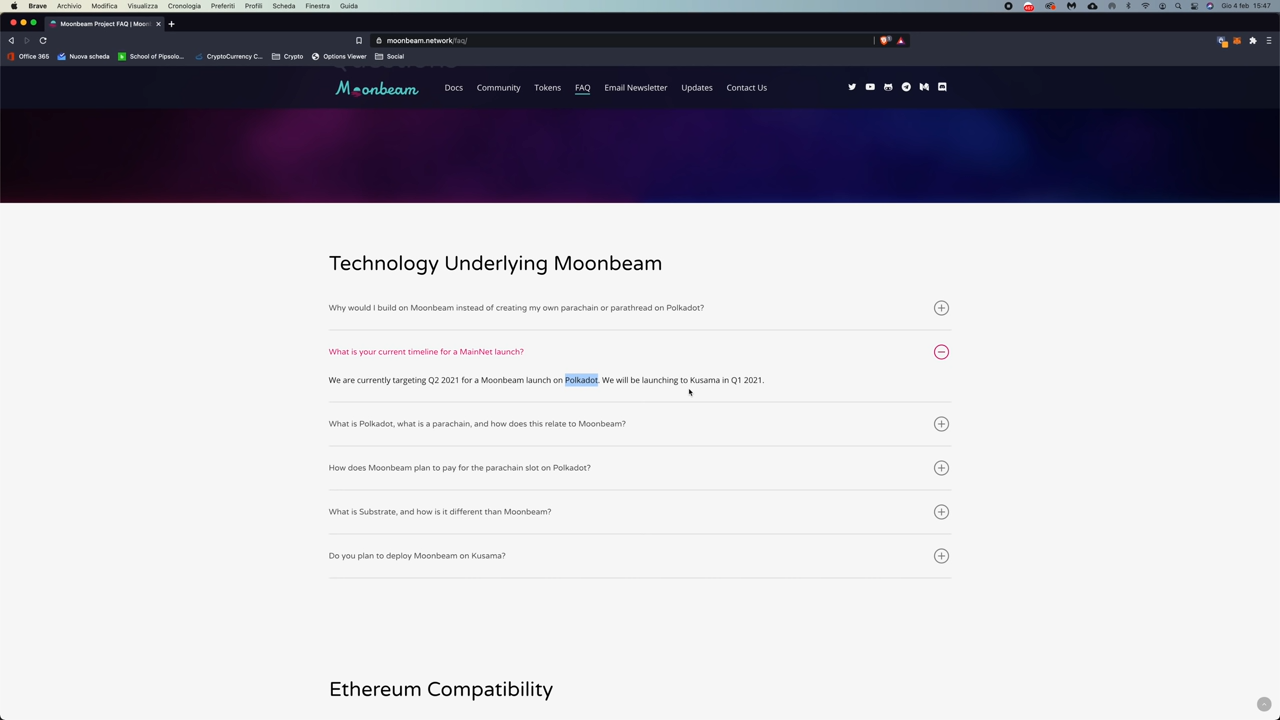 Brave Archivio Modifica Visualizza Cronologia Preferiti Profili Scheda Finestra Guida
Gio 4 feb 15:47
Moonbeam Project FAQ | Moon
moonbeam.network/faq/
Office 365 Nuova scheda School of Pipsolo... CryptoCurrency C... Crypto Options Viewer Social
Moonbeam Docs Community Tokens FAQ Email Newsletter Updates Contact Us
Technology Underlying Moonbeam
Why would I build on Moonbeam instead of creating my own parachain or parathread on Polkadot?
What is your current timeline for a MainNet launch?
We are currently targeting Q2 2021 for a Moonbeam launch on Polkadot. We will be launching to Kusama in Q1 2021.
What is Polkadot, what is a parachain, and how does this relate to Moonbeam?
How does Moonbeam plan to pay for the parachain slot on Polkadot?
What is Substrate, and how is it different than Moonbeam?
Do you plan to deploy Moonbeam on Kusama?
Ethereum Compatibility